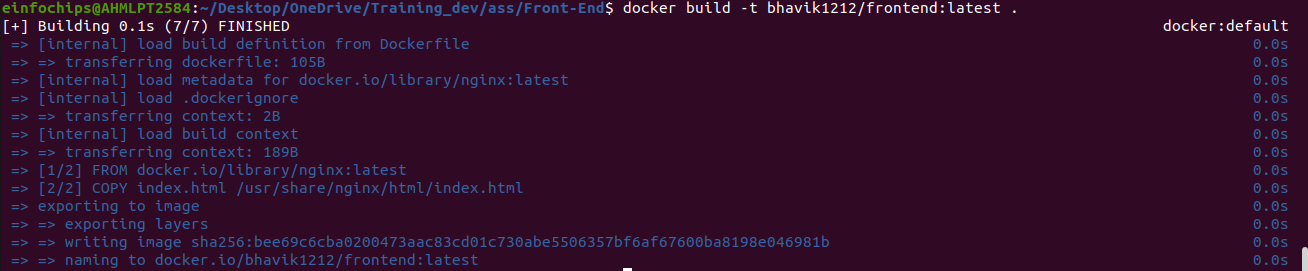 einfochips@AHMLPT2584:~/Desktop/OneDrive/Training_dev/ass/Front-End$ docker build -t bhavik1212/frontend:latest .
[+] Building 0.1s (7/7) FINISHED docker:default
=> [internal] load build definition from Dockerfile 0.0s
=> => transferring dockerfile: 105B 0.0s
=> [internal] load metadata for docker.io/library/nginx:latest 0.0s
=> [internal] load .dockerignore 0.0s
=> => transferring context: 2B 0.0s
=> [internal] load build context 0.0s
=> => transferring context: 189B 0.0s
=> [1/2] FROM docker.io/library/nginx:latest 0.0s
=> [2/2] COPY index.html /usr/share/nginx/html/index.html 0.0s
=> exporting to image 0.0s
=> => exporting layers 0.0s
=> => writing image sha256:bee69c6cba0200473aac83cd01c730abe5506357bf6af67600ba8198e046981b 0.0s
=> => naming to docker.io/bhavik1212/frontend:latest 0.0s